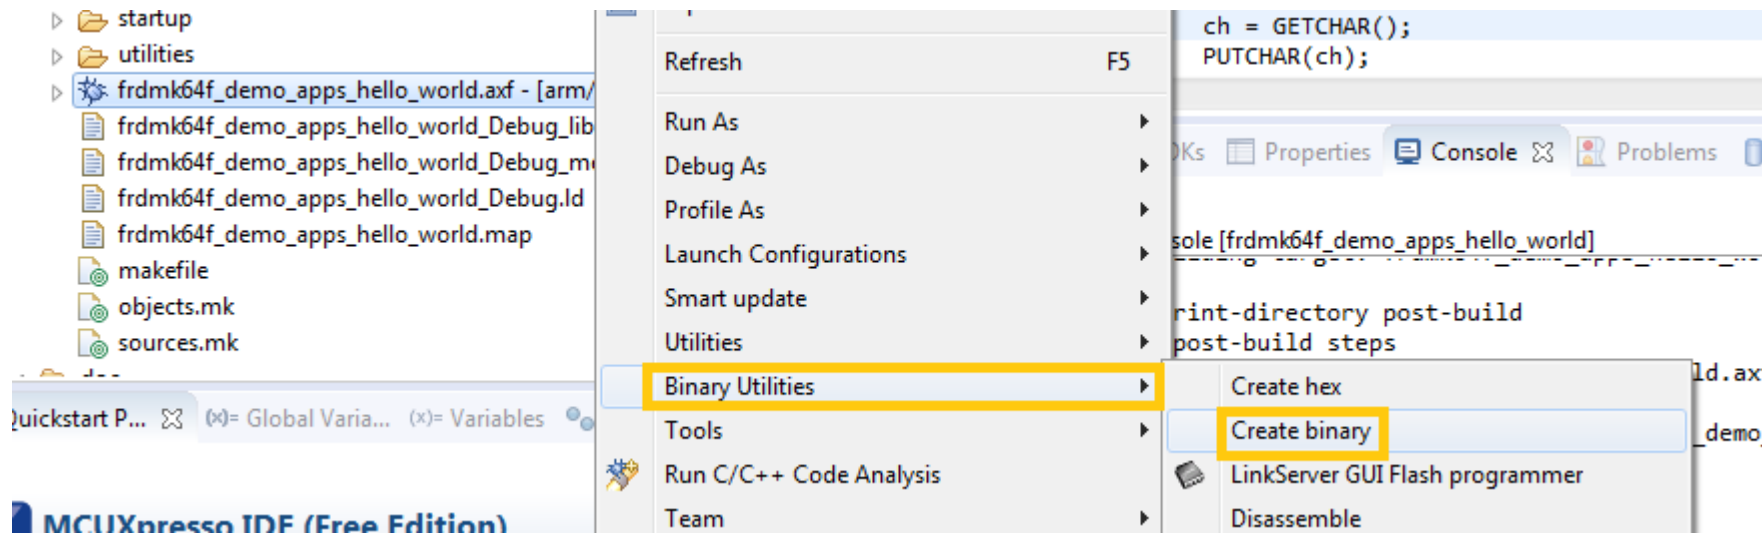 startup
utilities
frdmk64f_demo_apps_hello_world.axf - [arm/
frdmk64f_demo_apps_hello_world_Debug_lib
frdmk64f_demo_apps_hello_world_Debug_me
frdmk64f_demo_apps_hello_world_Debug.ld
frdmk64f_demo_apps_hello_world.map
makefile
objects.mk
sources.mk
Quickstart P... (x)= Global Varia... (x)= Variables
MCUXpresso IDE (Free Edition)
Refresh F5
Run As
Debug As
Profile As
Launch Configurations
Smart update
Utilities
Binary Utilities
Tools
Run C/C++ Code Analysis
Team
Create hex
Create binary
LinkServer GUI Flash programmer
Disassemble
ch = GETCHAR();
PUTCHAR(ch);
Properties Console Problems
[frdmk64f_demo_apps_hello_world]
rint-directory post-build
post-build steps
ld.ax
_demo